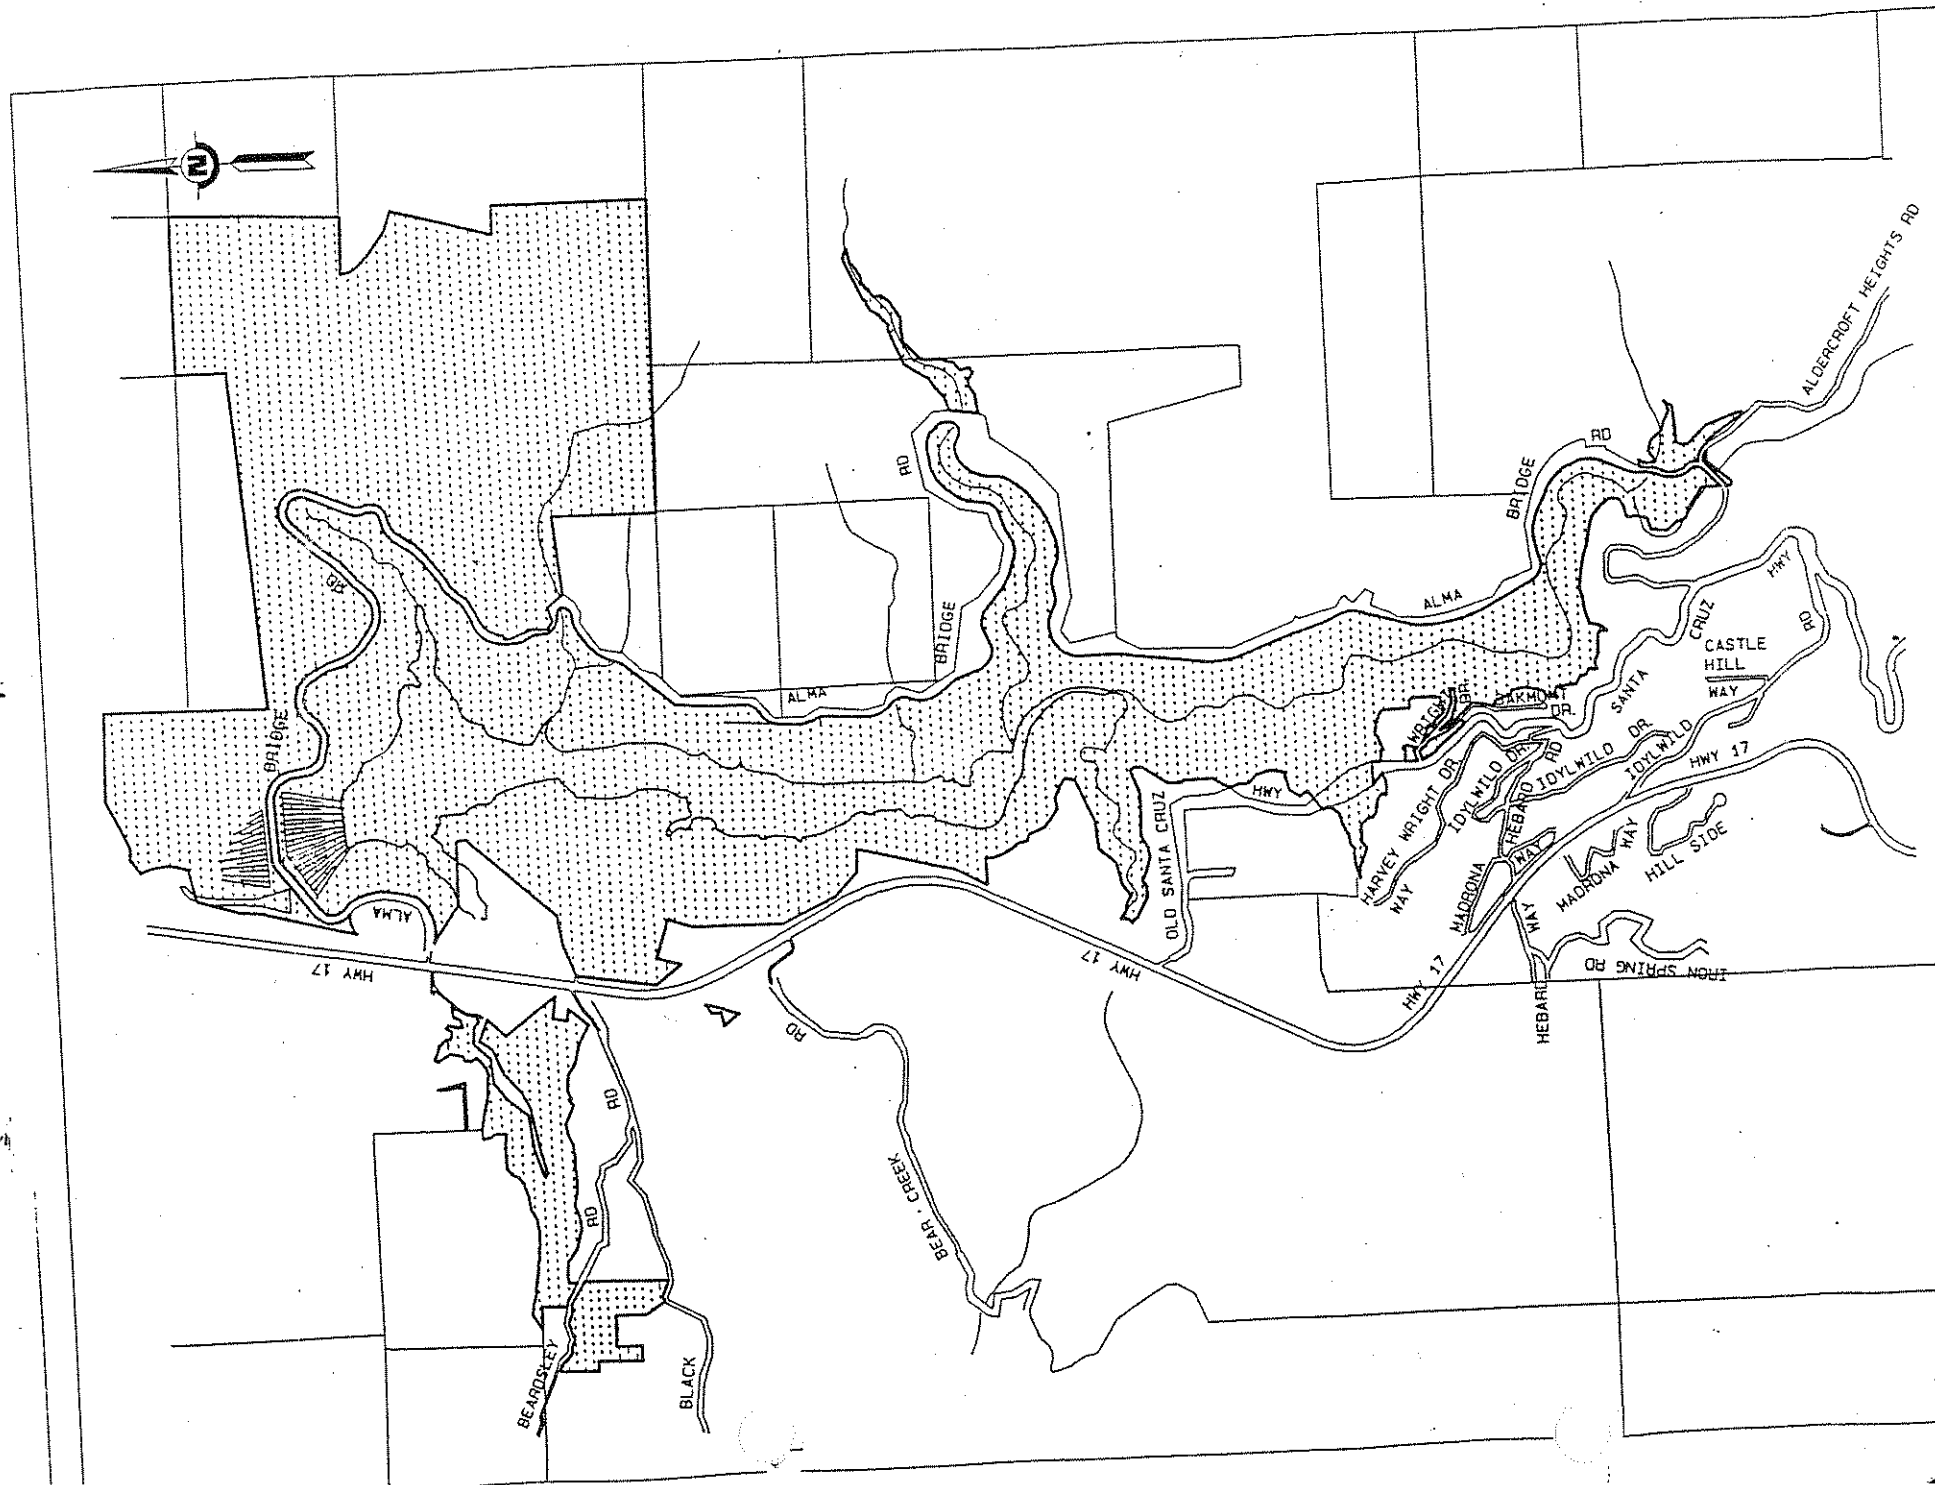 N
ALDERCROFT HEIGHTS RD
RD
BRIDGE
RD
BRIDGE
ALMA
RD
BRIDGE
ALMA
BRIDGE
RD
ALMA
HWY 17
HWY
RD
CRUZ
SANTA
CASTLE
HILL
WAY
OAKMONT
DR.
WRIGHT
DR.
HWY
OLD SANTA CRUZ
HARVEY WRIGHT DR.
WAY
IDYLWILD DR.
HEBARD
RD
IDYLWILD DR.
IDYLWILD
HWY 17
MADRONA
WAY
MADRONA WAY
HILL SIDE
WAY
HEBARD
IRON SPRING RD
HWY 17
HWY 17
RD
BEAR CREEK
RD
RD
BEARDSLEY
BLACK